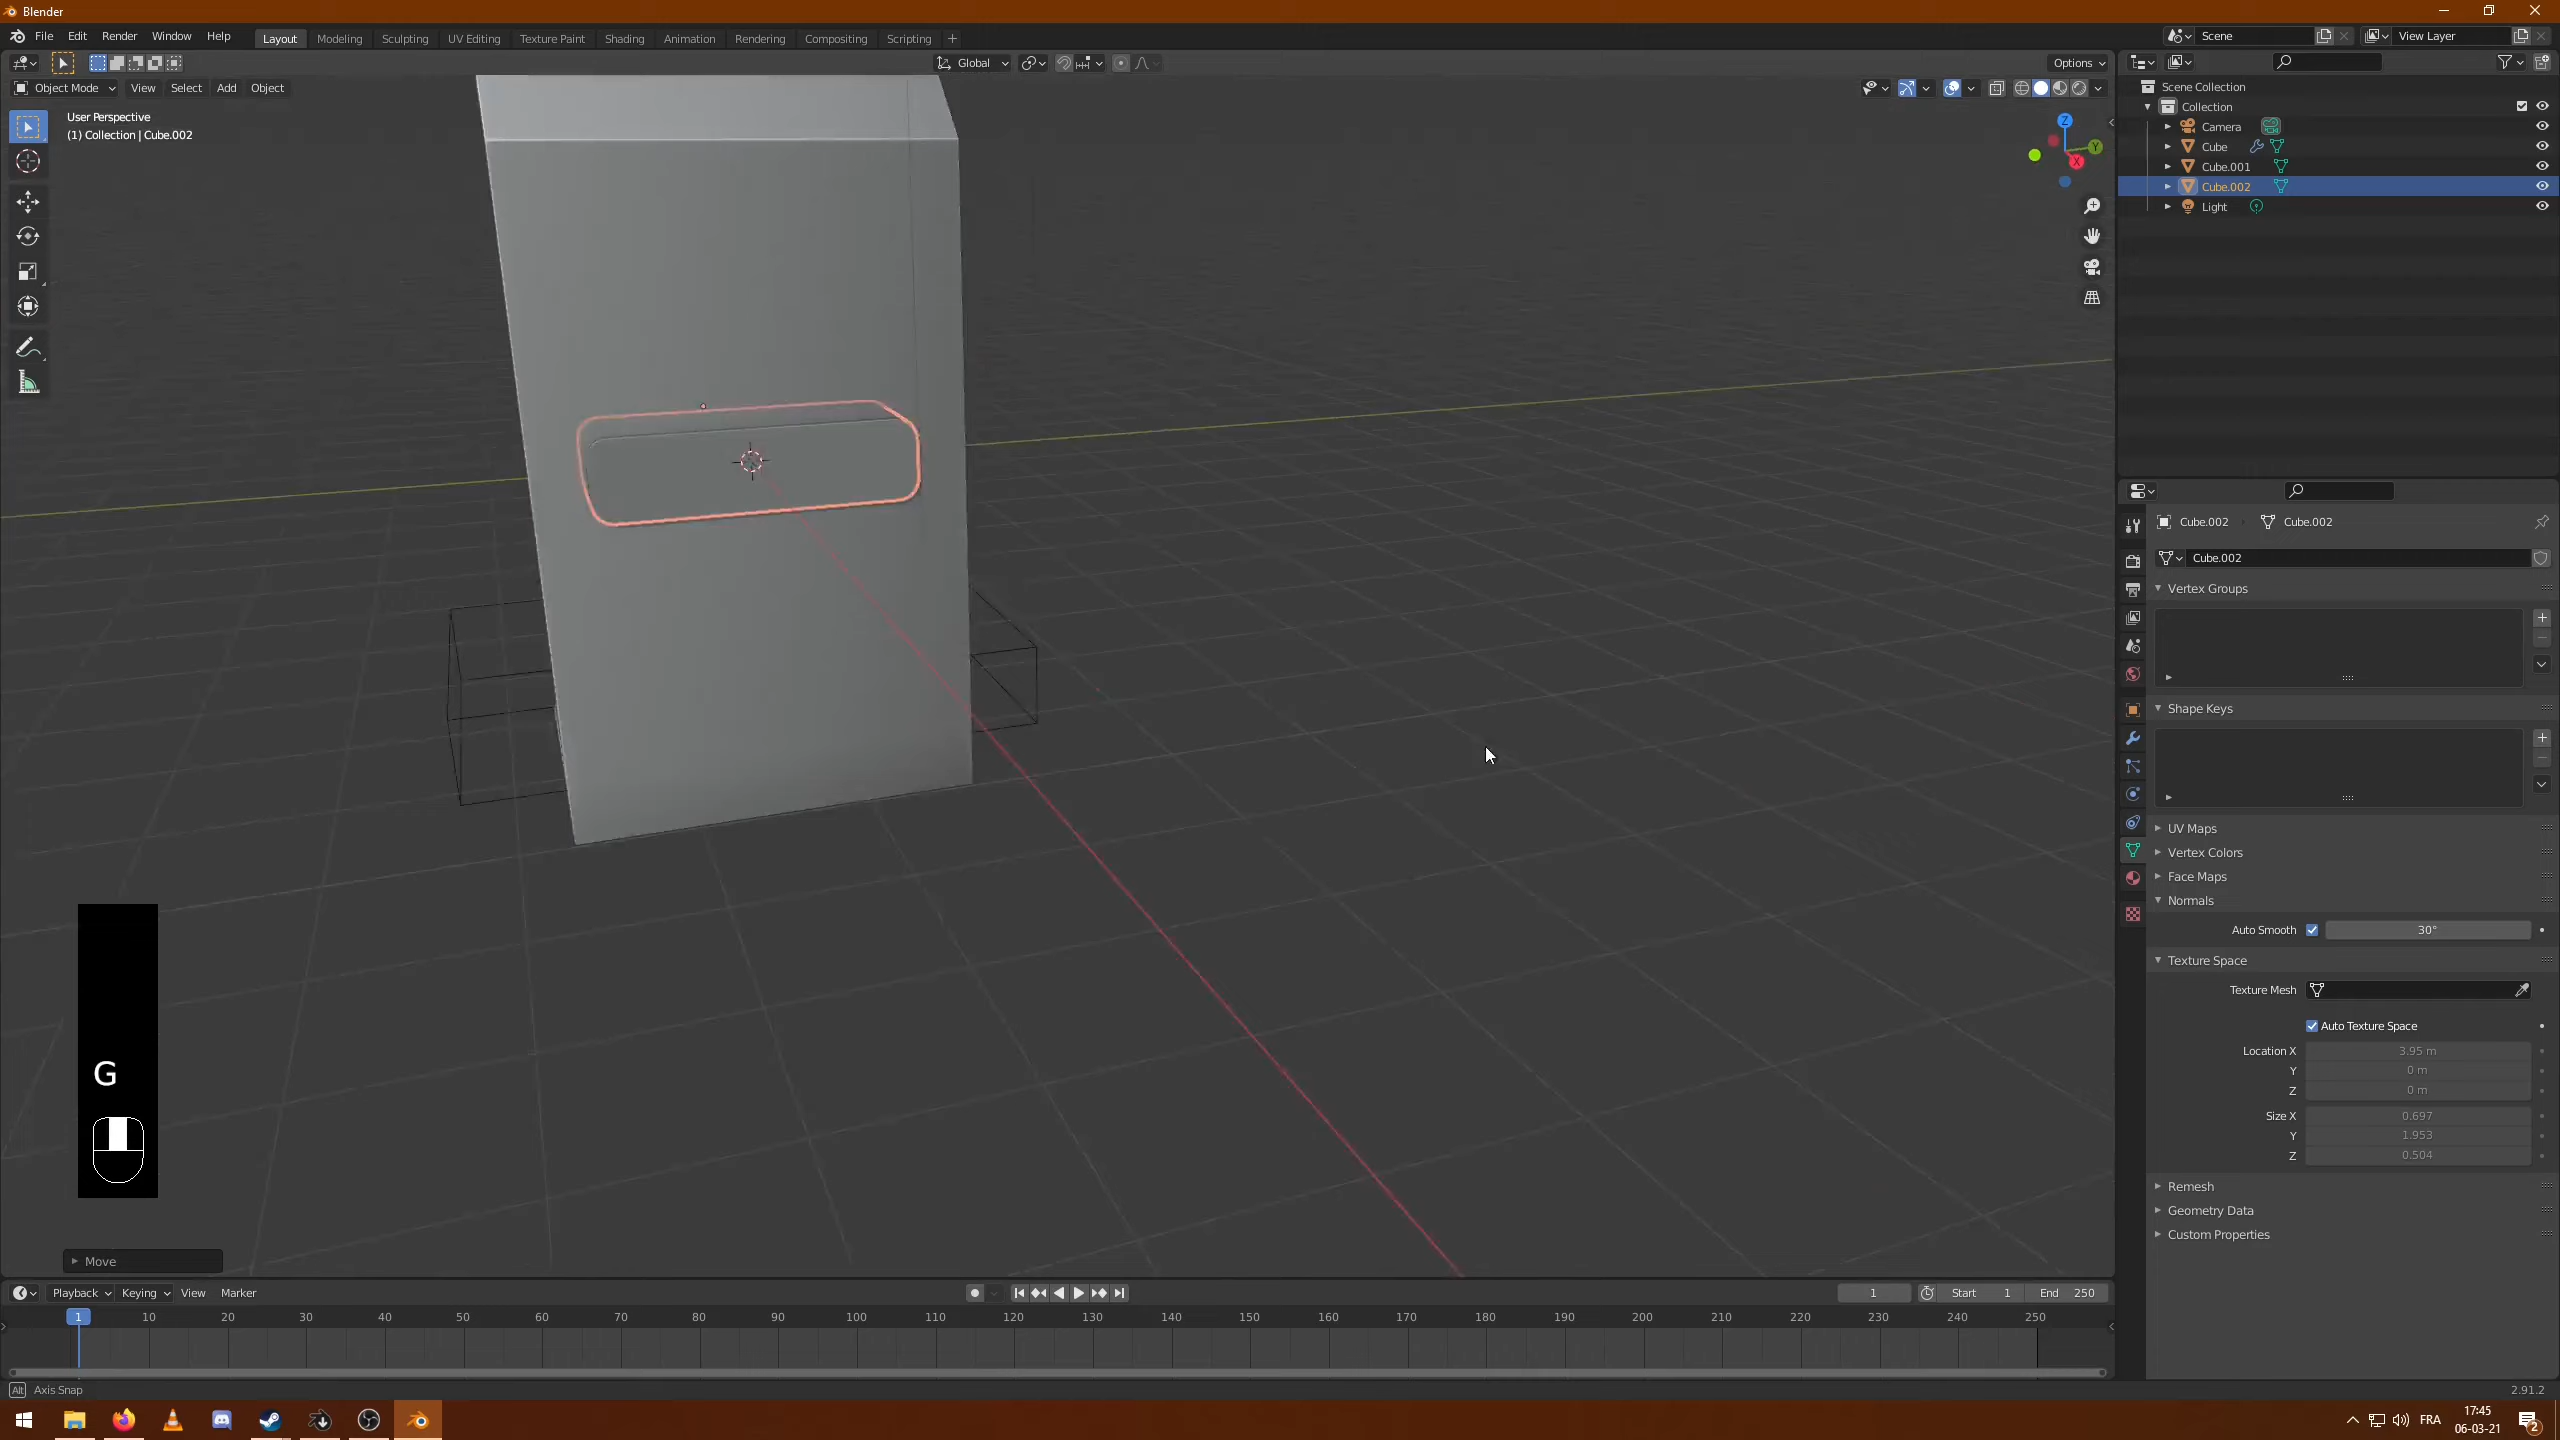 Blender
File Edit Render Window Help Layout Modeling Sculpting UV Editing Texture Paint Shading Animation Rendering Compositing Scripting + Scene View Layer
Global Options
Object Mode View Select Add Object
User Perspective
(1) Collection | Cube.002
Z
Y
X
Scene Collection
Collection
Camera
Cube
Cube.001
Cube.002
Light
Cube.002 Cube.002
Cube.002
Vertex Groups
Shape Keys
UV Maps
Vertex Colors
Face Maps
Normals
Auto Smooth 30°
Texture Space
Texture Mesh
Auto Texture Space
Location X 3.95 m
Y 0 m
Z 0 m
Size X 0.697
Y 1.953
Z 0.504
Remesh
Geometry Data
Custom Properties
G
Move
Playback Keying View Marker 1 Start 1 End 250
1 10 20 30 40 50 60 70 80 90 100 110 120 130 140 150 160 170 180 190 200 210 220 230 240 250
Alt Axis Snap 2.91.2
FRA 17:45
06-03-21 2